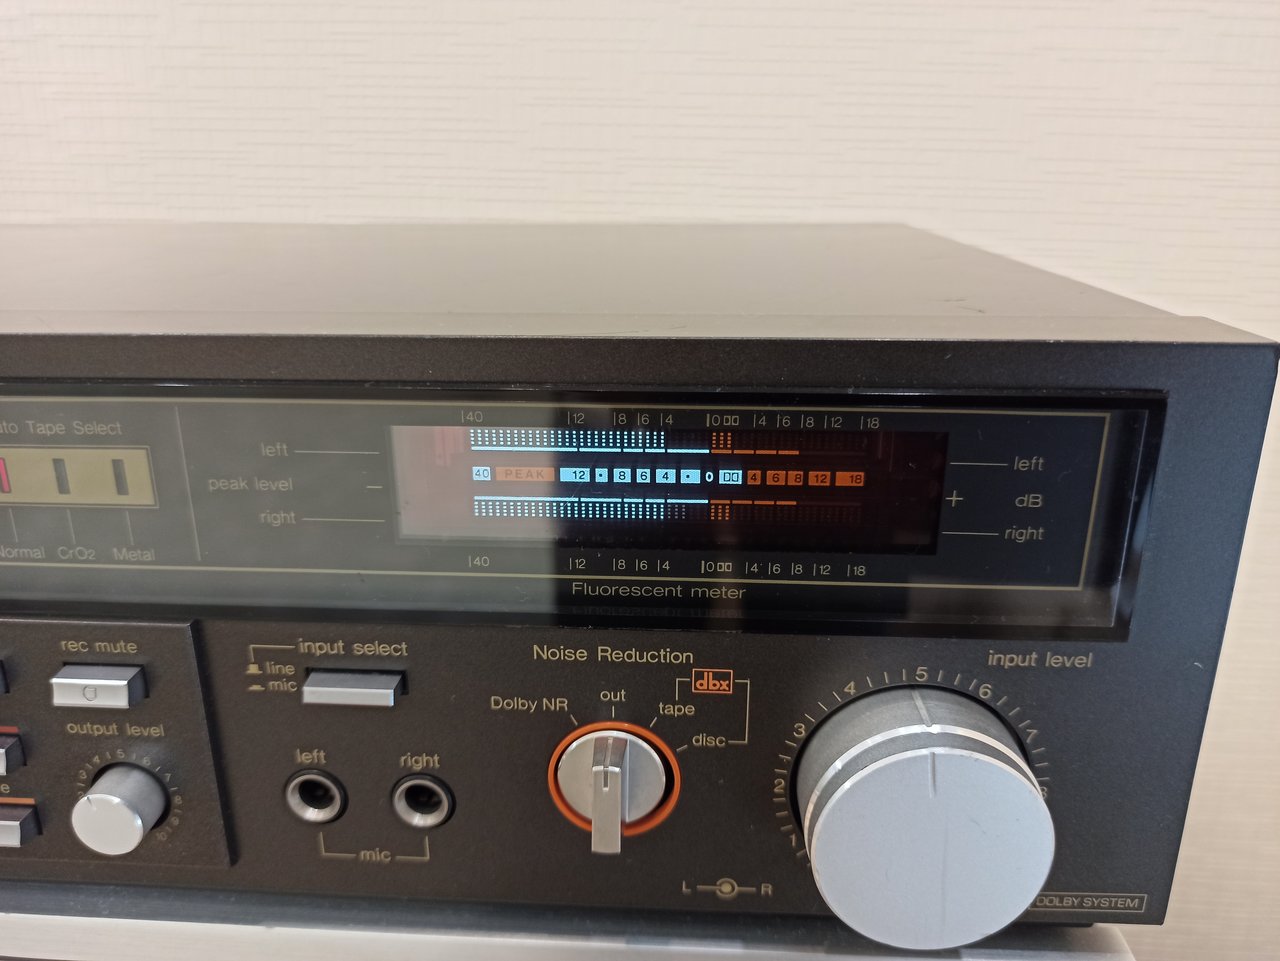 uto Tape Select
Normal CrO2 Metal
left
peak level
right
40 12 8 6 4 0 4 6 8 12 18
40 PEAK 12 • 8 6 4 • 0 4 6 8 12 18
40 12 8 6 4 0 4 6 8 12 18
left
+ dB
right
Fluorescent meter
rec mute
output level
input select
line
mic
left right
mic
Noise Reduction
Dolby NR out tape disc
dbx
input level
1 2 3 4 5 6 7 8
L R
DOLBY SYSTEM